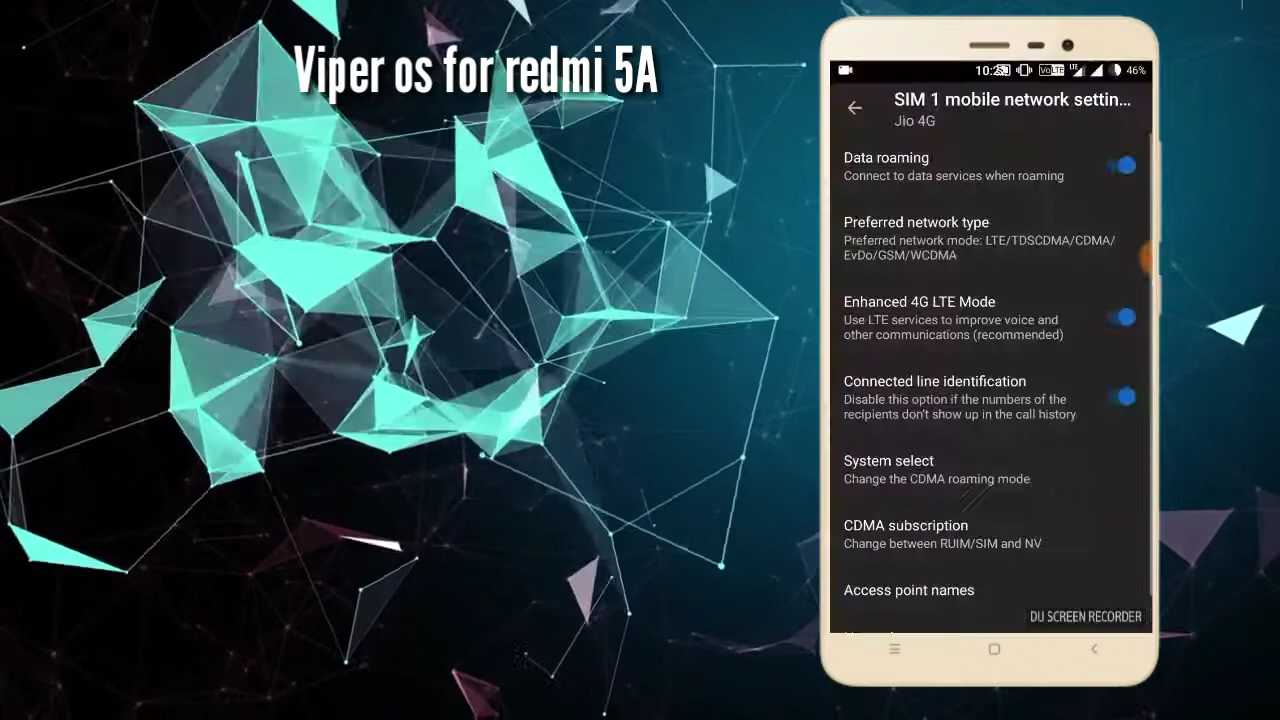 Viper os for redmi 5A
46%
SIM 1 mobile network settin...
Jio 4G
Data roaming
Connect to data services when roaming
Preferred network type
Preferred network mode: LTE/TDSCDMA/CDMA/
EvDo/GSM/WCDMA
Enhanced 4G LTE Mode
Use LTE services to improve voice and
other communications (recommended)
Connected line identification
Disable this option if the numbers of the
recipients don't show up in the call history
System select
Change the CDMA roaming mode
CDMA subscription
Change between RUIM/SIM and NV
Access point names
DU SCREEN RECORDER